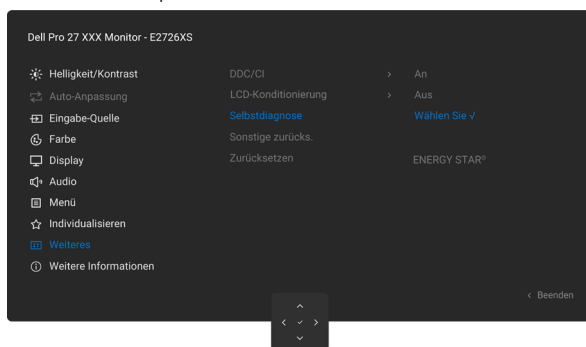 Dell Pro 27 XXX Monitor - E2726XS
Helligkeit/Kontrast DDC/CI > An
Auto-Anpassung LCD-Konditionierung > Aus
Eingabe-Quelle Selbstdiagnose Wählen Sie √
Farbe Sonstige zurücks.
Display Zurücksetzen ENERGY STAR®
Audio
Menü
Individualisieren
Weiteres
Weitere Informationen
< Beenden